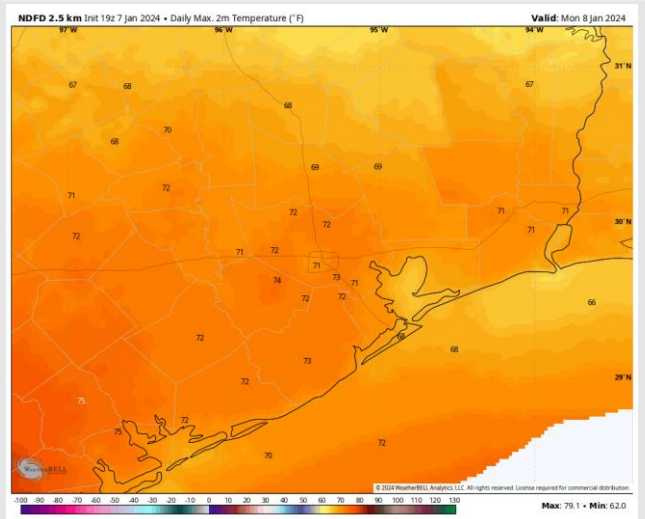 NDFD 2.5 km Init 19z 7 Jan 2024 • Daily Max. 2m Temperature (°F) Valid: Mon 8 Jan 2024
97°W 96°W 95°W 94°W
31°N
67 68 67
68
70
68
69 69
72
71
71 71
72
30°N
72
71
72
71 72
71
73
74 71
72 72
66
72 68
68
73
29°N
72
75
72
75
72
70
WeatherBELL
© 2024 WeatherBELL Analytics, LLC. All rights reserved. License required for commercial distribution.
-100 -90 -80 -70 -60 -50 -40 -30 -20 -10 0 10 20 30 40 50 60 70 80 90 100 110 120 130
Max: 79.1 • Min: 62.0